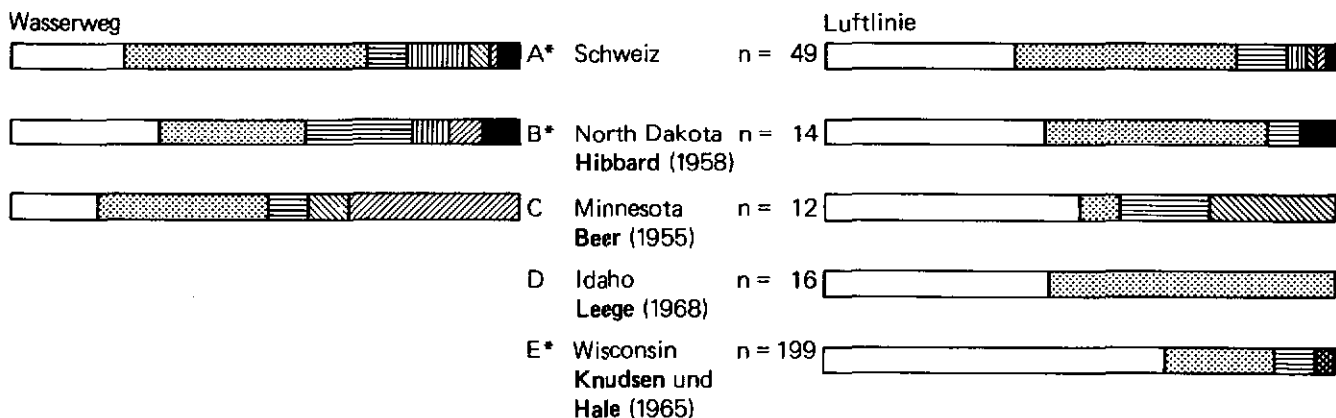 Wasserweg
Luftlinie
A* Schweiz n = 49
B* North Dakota n = 14
Hibbard (1958)
C Minnesota n = 12
Beer (1955)
D Idaho n = 16
Leege (1968)
E* Wisconsin n = 199
Knudsen und
Hale (1965)